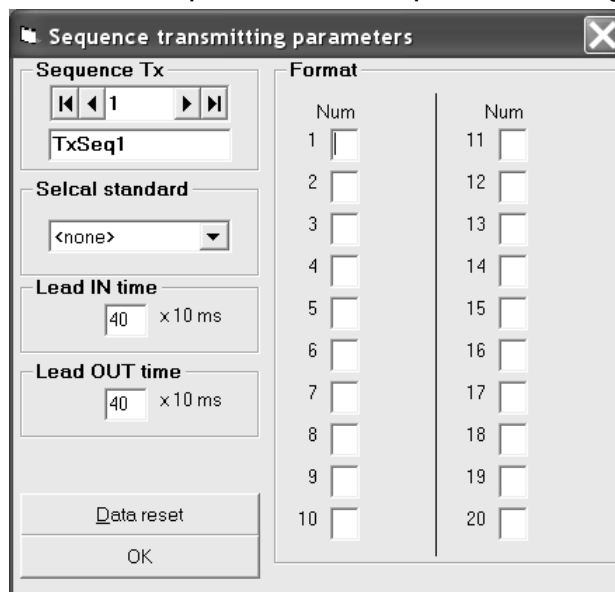 Sequence transmitting parameters
Sequence Tx
1
TxSeq1
Selcal standard
<none>
Lead IN time
40 x 10 ms
Lead OUT time
40 x 10 ms
Data reset
OK
Format
Num
1
2
3
4
5
6
7
8
9
10
Num
11
12
13
14
15
16
17
18
19
20